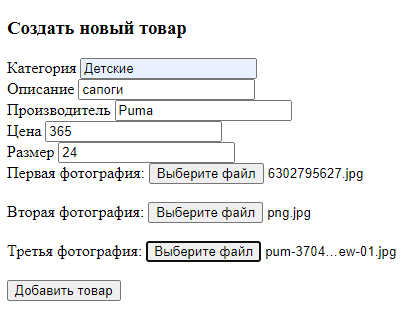 Создать новый товар
Категория Детские
Описание сапоги
Производитель Puma
Цена 365
Размер 24
Первая фотография: Выберите файл 6302795627.jpg
Вторая фотография: Выберите файл png.jpg
Третья фотография: Выберите файл pum-3704...ew-01.jpg
Добавить товар